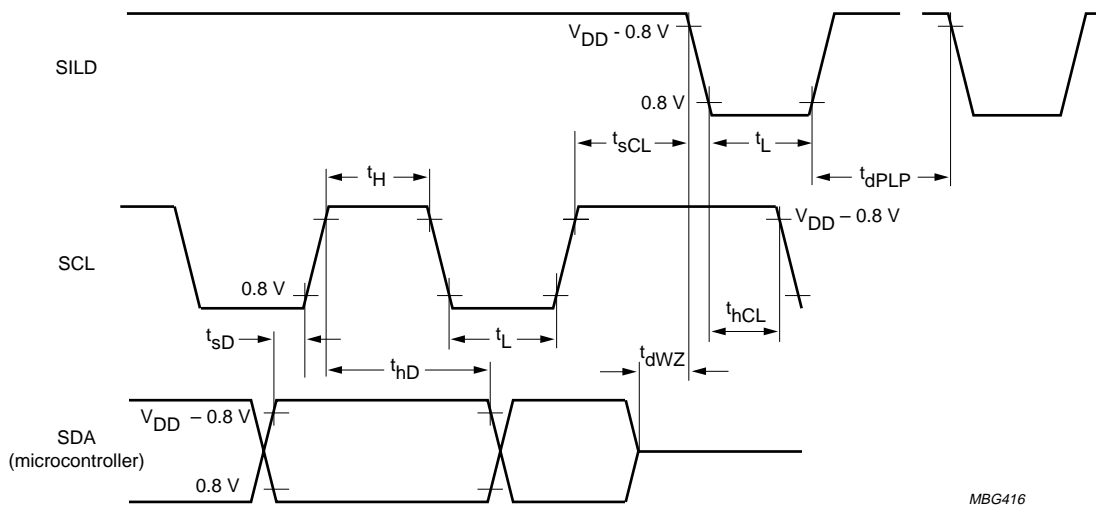 VDD - 0.8 V
SILD
0.8 V
tsCL
tL
tdPLP
tH
VDD – 0.8 V
SCL
0.8 V
thCL
tsD
tL
tdWZ
thD
VDD – 0.8 V
SDA
(microcontroller)
0.8 V
MBG416